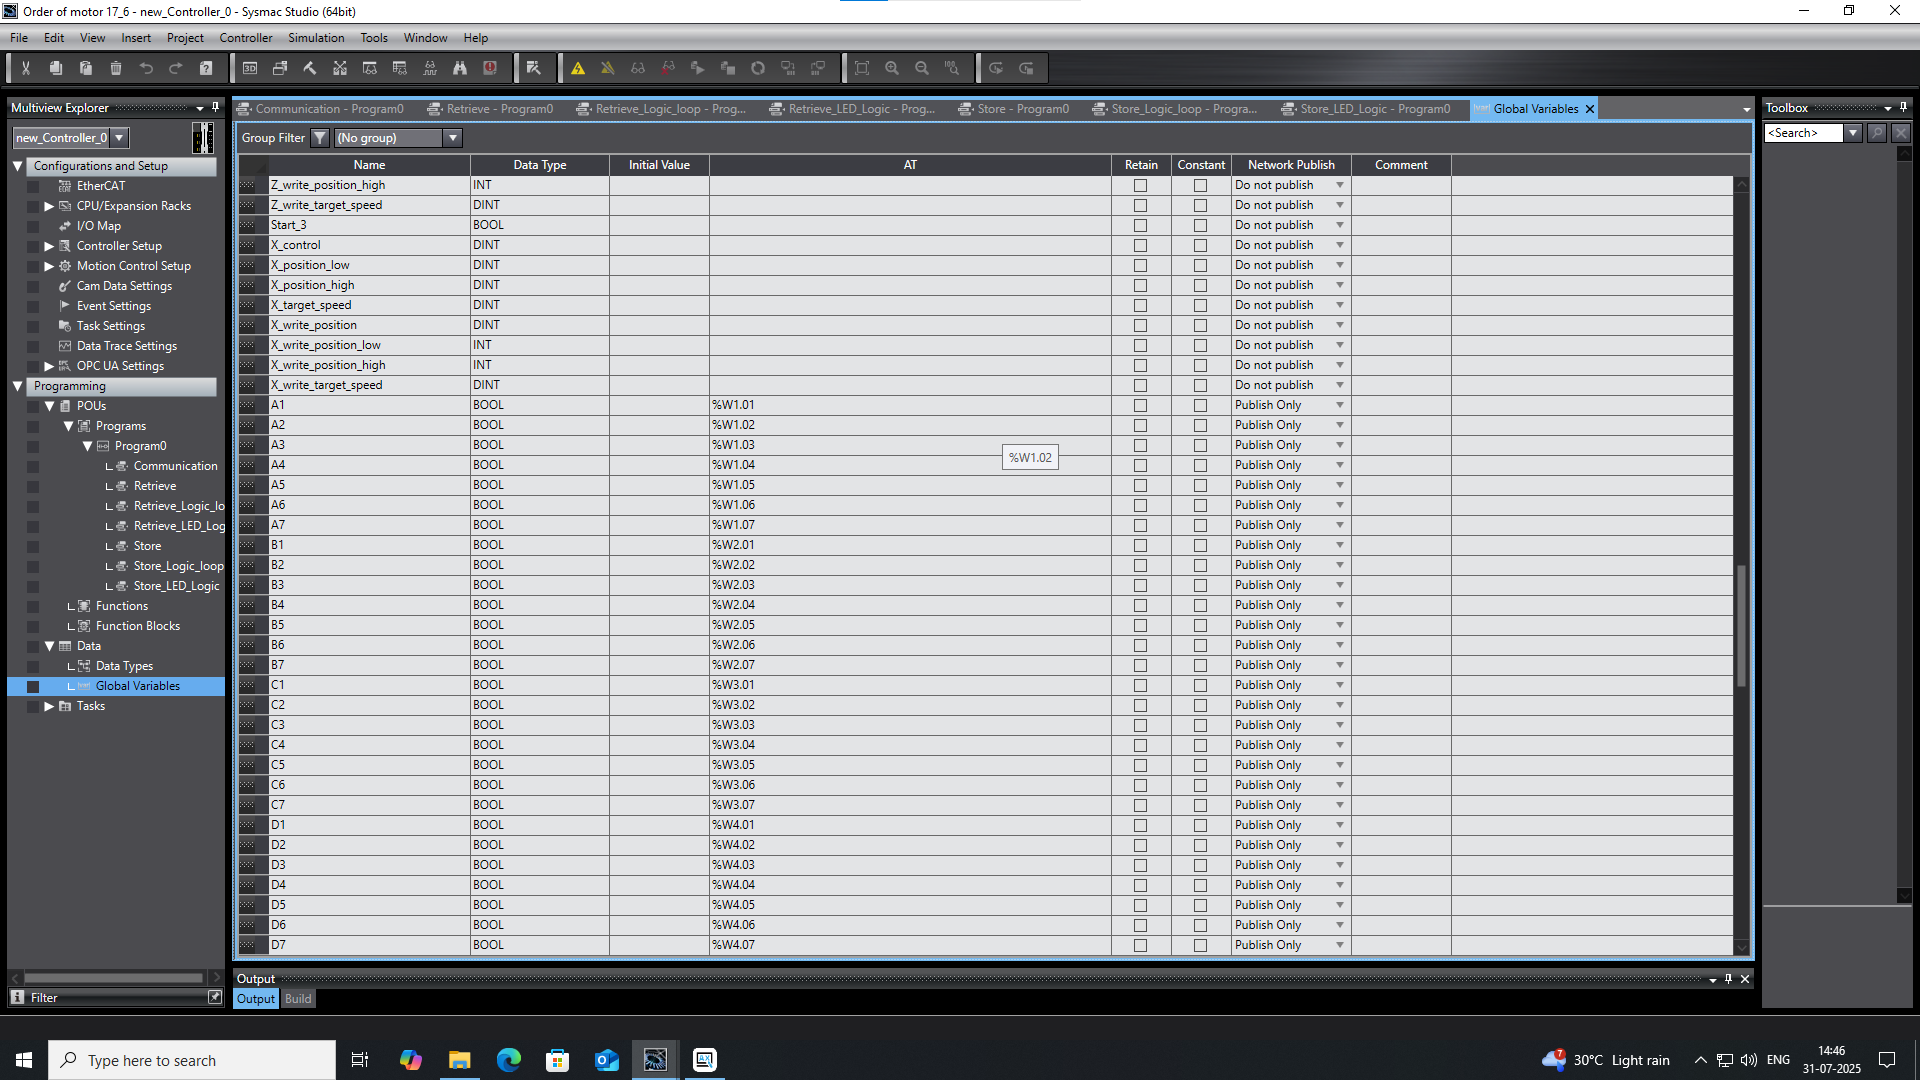 Order of motor 17_6 - new_Controller_0 - Sysmac Studio (64bit)
File Edit View Insert Project Controller Simulation Tools Window Help
Multiview Explorer
new_Controller_0
Configurations and Setup
EtherCAT
CPU/Expansion Racks
I/O Map
Controller Setup
Motion Control Setup
Cam Data Settings
Event Settings
Task Settings
Data Trace Settings
OPC UA Settings
Programming
POUs
Programs
Program0
Communication
Retrieve
Retrieve_Logic_lo
Retrieve_LED_Log
Store
Store_Logic_loop
Store_LED_Logic
Functions
Function Blocks
Data
Data Types
Global Variables
Tasks
Filter
Communication - Program0 Retrieve - Program0 Retrieve_Logic_loop - Prog... Retrieve_LED_Logic - Prog... Store - Program0 Store_Logic_loop - Progra... Store_LED_Logic - Program0 Global Variables
Group Filter (No group)
Name Data Type Initial Value AT Retain Constant Network Publish Comment
Z_write_position_high INT Do not publish
Z_write_target_speed DINT Do not publish
Start_3 BOOL Do not publish
X_control DINT Do not publish
X_position_low DINT Do not publish
X_position_high DINT Do not publish
X_target_speed DINT Do not publish
X_write_position DINT Do not publish
X_write_position_low INT Do not publish
X_write_position_high INT Do not publish
X_write_target_speed DINT Do not publish
A1 BOOL %W1.01 Publish Only
A2 BOOL %W1.02 Publish Only
A3 BOOL %W1.03 Publish Only
%W1.02
A4 BOOL %W1.04 Publish Only
A5 BOOL %W1.05 Publish Only
A6 BOOL %W1.06 Publish Only
A7 BOOL %W1.07 Publish Only
B1 BOOL %W2.01 Publish Only
B2 BOOL %W2.02 Publish Only
B3 BOOL %W2.03 Publish Only
B4 BOOL %W2.04 Publish Only
B5 BOOL %W2.05 Publish Only
B6 BOOL %W2.06 Publish Only
B7 BOOL %W2.07 Publish Only
C1 BOOL %W3.01 Publish Only
C2 BOOL %W3.02 Publish Only
C3 BOOL %W3.03 Publish Only
C4 BOOL %W3.04 Publish Only
C5 BOOL %W3.05 Publish Only
C6 BOOL %W3.06 Publish Only
C7 BOOL %W3.07 Publish Only
D1 BOOL %W4.01 Publish Only
D2 BOOL %W4.02 Publish Only
D3 BOOL %W4.03 Publish Only
D4 BOOL %W4.04 Publish Only
D5 BOOL %W4.05 Publish Only
D6 BOOL %W4.06 Publish Only
D7 BOOL %W4.07 Publish Only
Output
Output Build
Toolbox
<Search>
Type here to search
30°C Light rain
ENG
14:46
31-07-2025